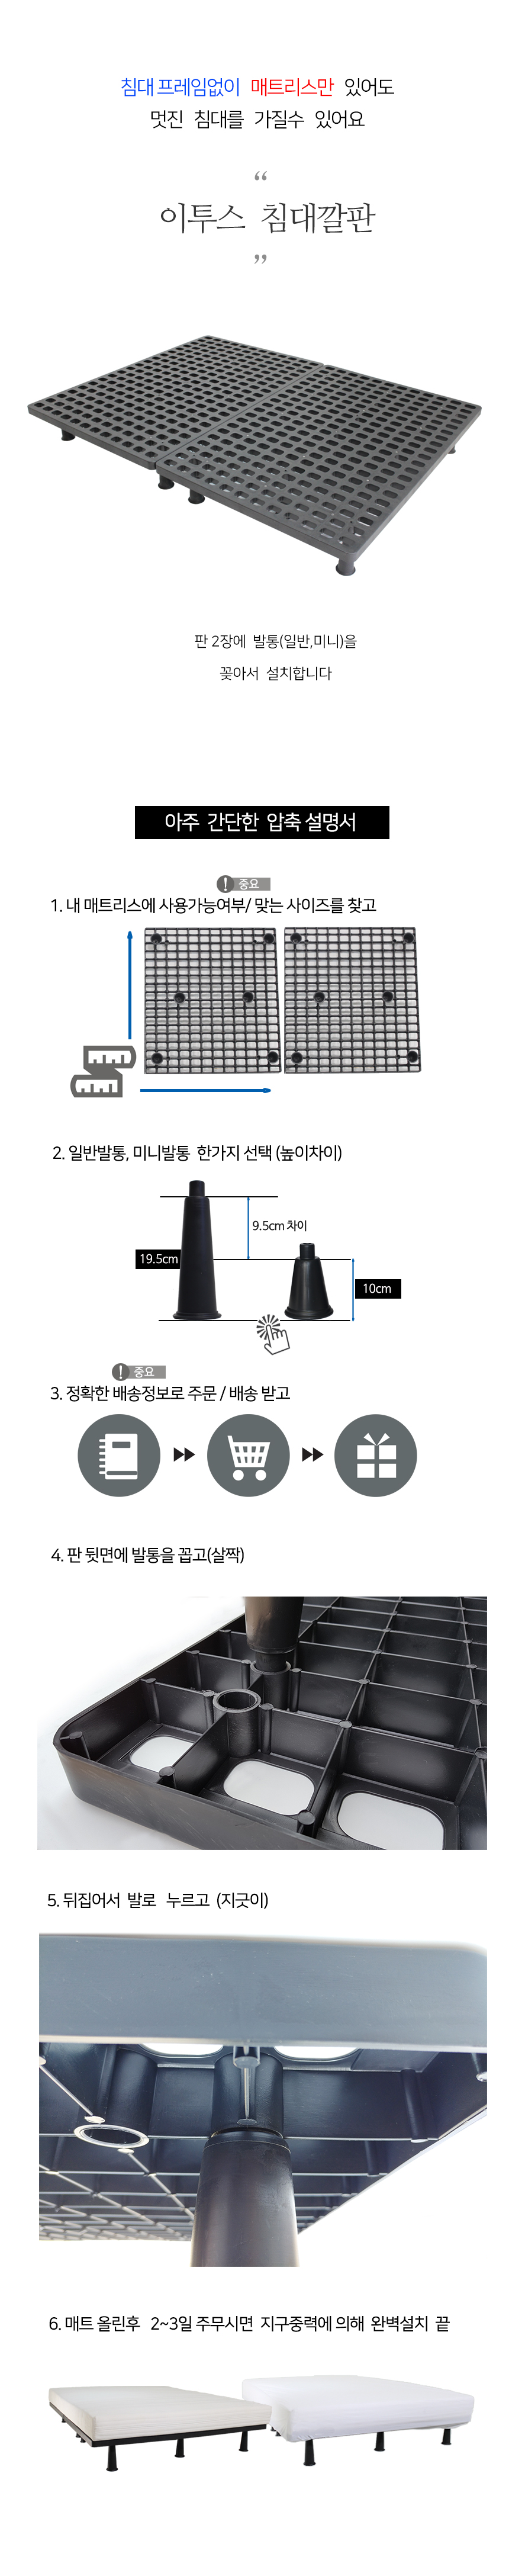 침대 프레임없이 매트리스만 있어도
멋진 침대를 가질수 있어요
“
이투스 침대깔판
”
판 2장에 발통(일반,미니)을
꽂아서 설치합니다
아주 간단한 압축 설명서
! 중요
1. 내 매트리스에 사용가능여부/ 맞는 사이즈를 찾고
2. 일반발통, 미니발통 한가지 선택 (높이차이)
9.5cm 차이
19.5cm
10cm
! 중요
3. 정확한 배송정보로 주문 / 배송 받고
4. 판 뒷면에 발통을 꼽고(살짝)
5. 뒤집어서 발로 누르고 (지긋이)
6. 매트 올린후 2~3일 주무시면 지구중력에 의해 완벽설치 끝